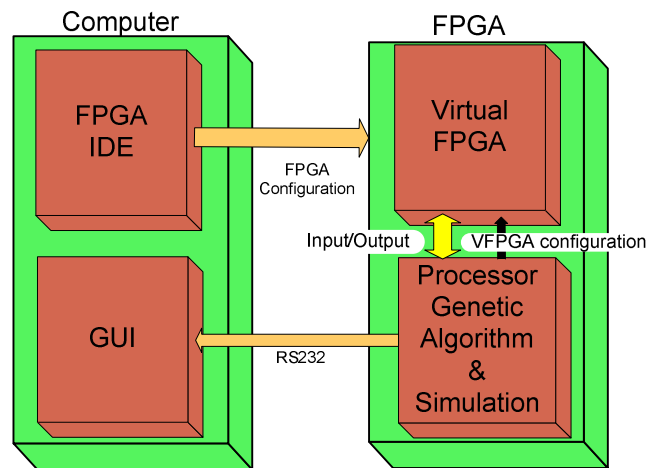 Computer
FPGA
IDE
GUI
FPGA
Configuration
RS232
FPGA
Virtual
FPGA
Input/Output
VFPGA configuration
Processor
Genetic
Algorithm
&
Simulation